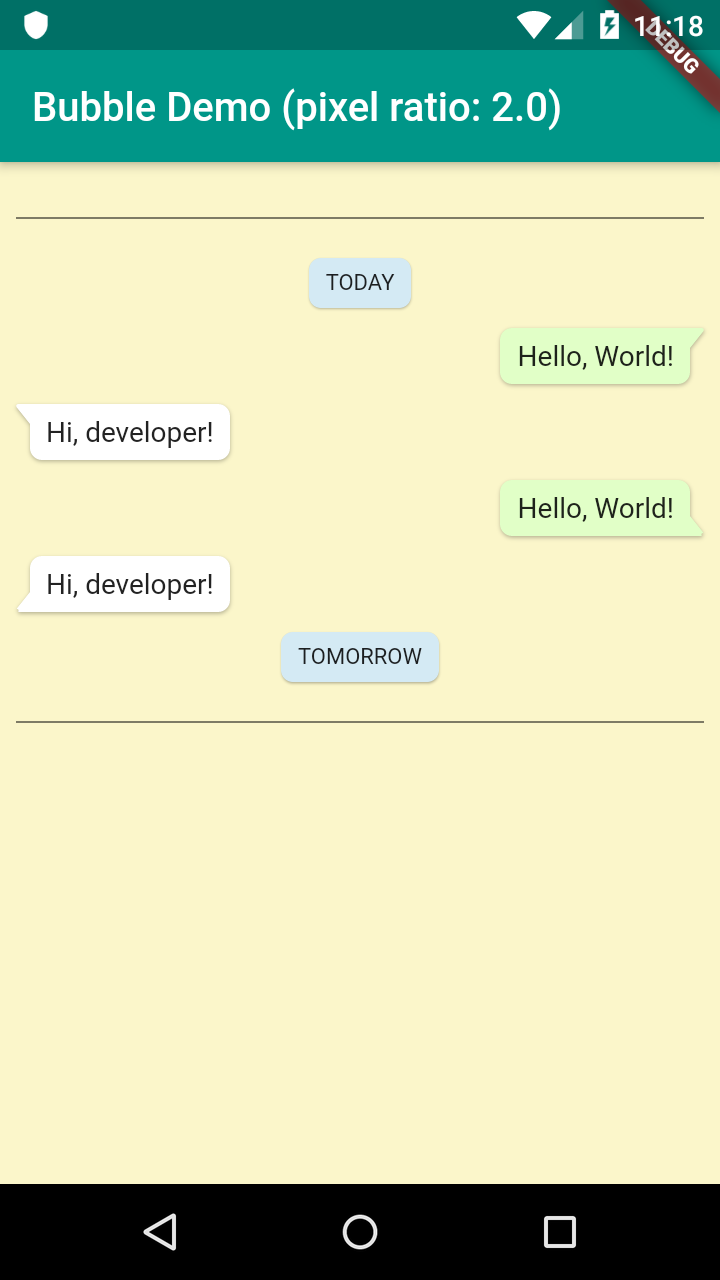 11:18
DEBUG
Bubble Demo (pixel ratio: 2.0)
TODAY
Hello, World!
Hi, developer!
Hello, World!
Hi, developer!
TOMORROW